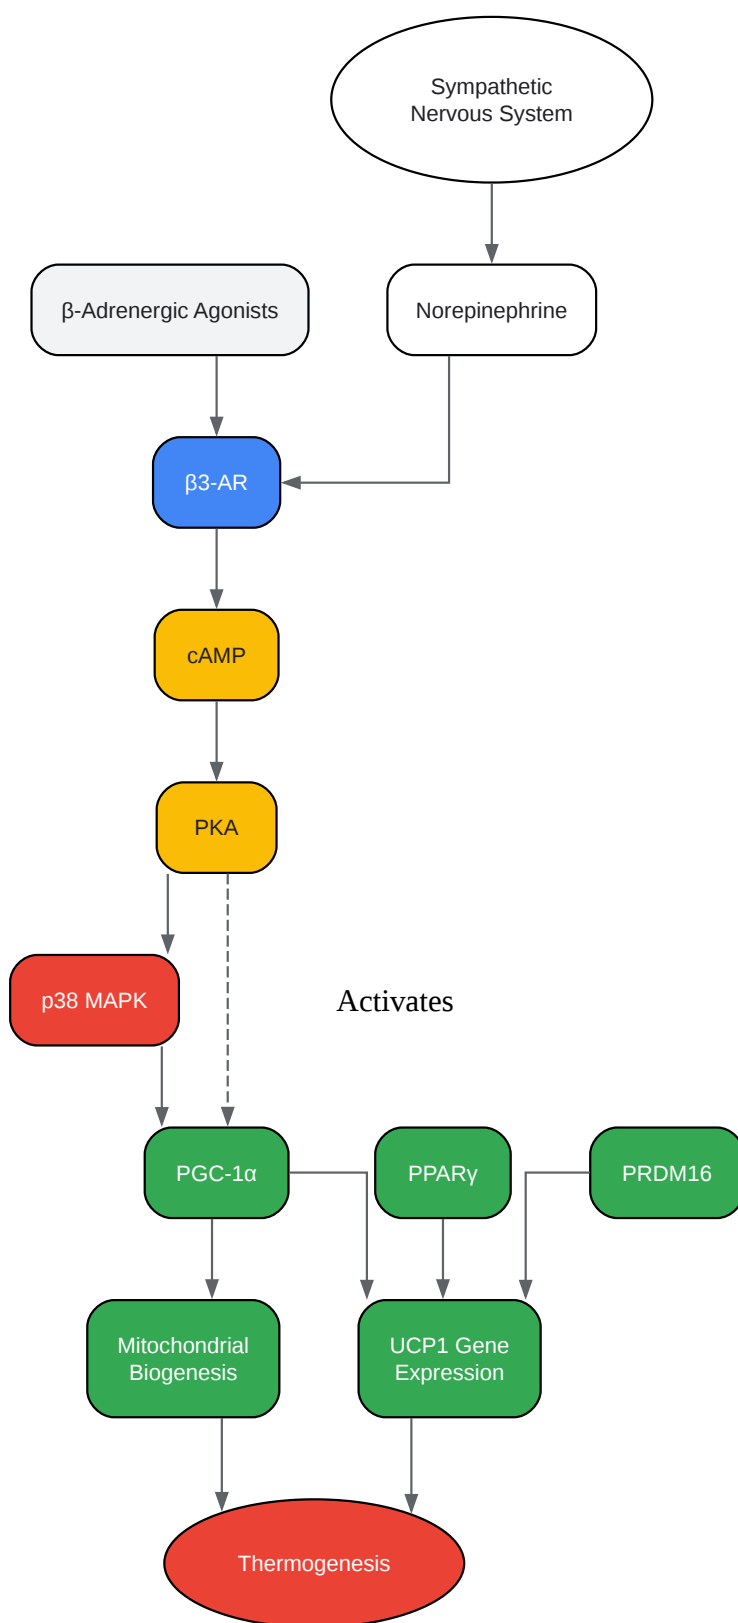 Sympathetic
Nervous System
β-Adrenergic Agonists
Norepinephrine
β3-AR
cAMP
PKA
p38 MAPK
Activates
PGC-1α
PPARγ
PRDM16
Mitochondrial
Biogenesis
UCP1 Gene
Expression
Thermogenesis